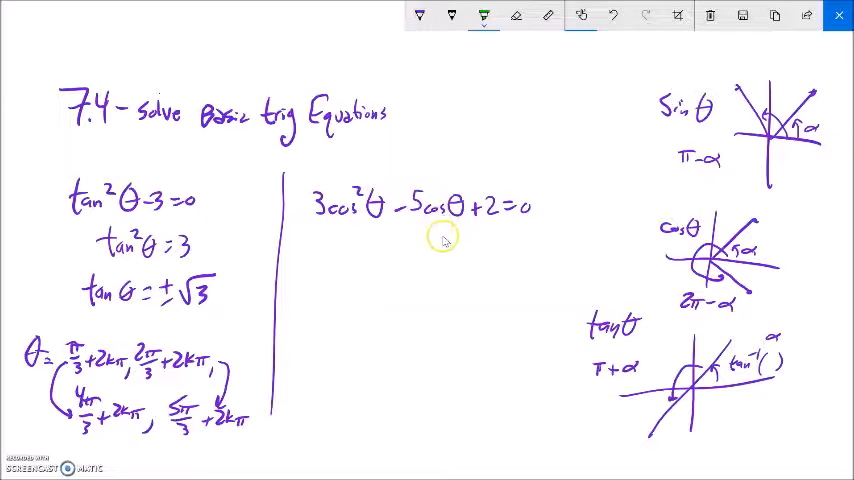 7.4 - Solve Basic trig Equations
tan²θ - 3 = 0
tan²θ = 3
tan θ = ± √3
θ = π/3 + 2kπ, 2π/3 + 2kπ,
4π/3 + 2kπ, 5π/3 + 2kπ
3cos²θ - 5cosθ + 2 = 0
sin θ
π - α
α
cos θ
α
2π - α
tan θ
π + α
α
tan⁻¹( )
RECORDED WITH
SCREENCAST MATIC